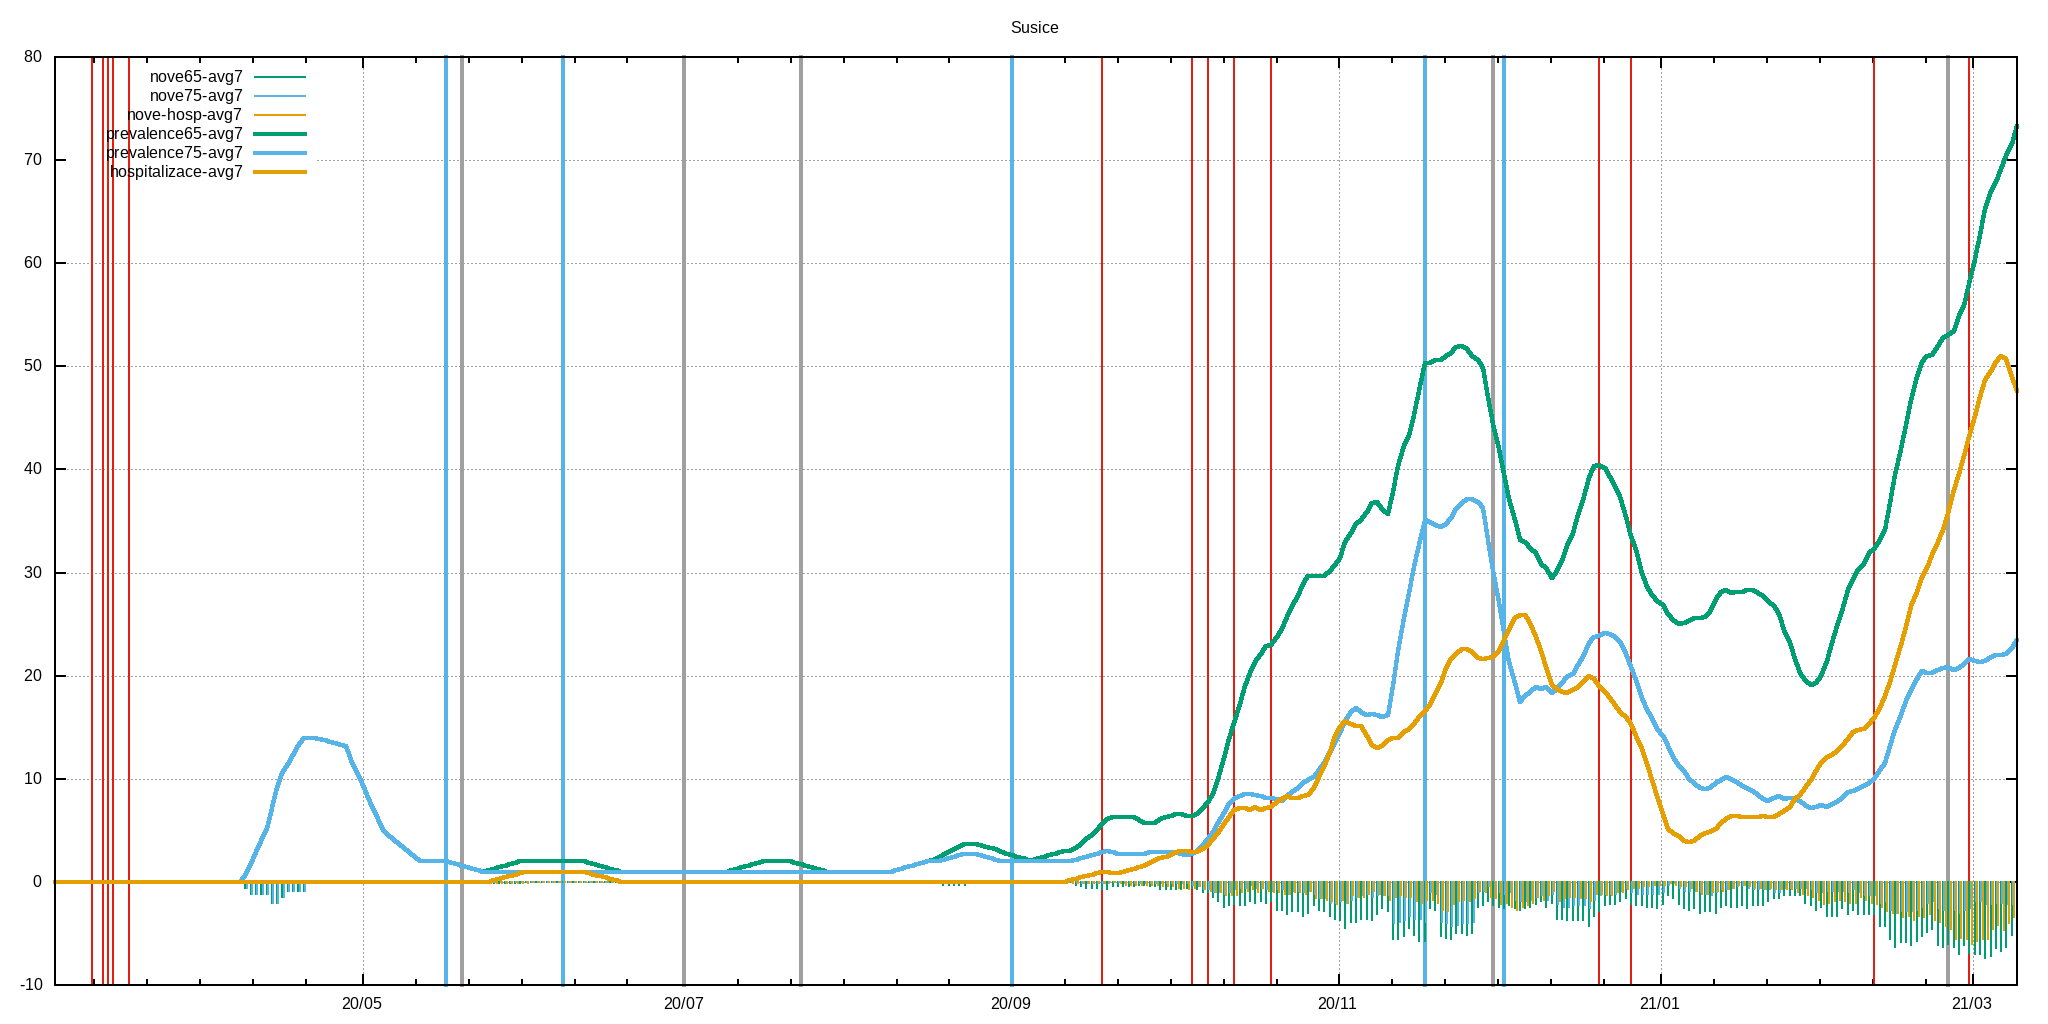 Susice
80
70
60
50
40
30
20
10
0
-10
nove65-avg7
nove75-avg7
nove-hosp-avg7
prevalence65-avg7
prevalence75-avg7
hospitalizace-avg7
20/05
20/07
20/09
20/11
21/01
21/03